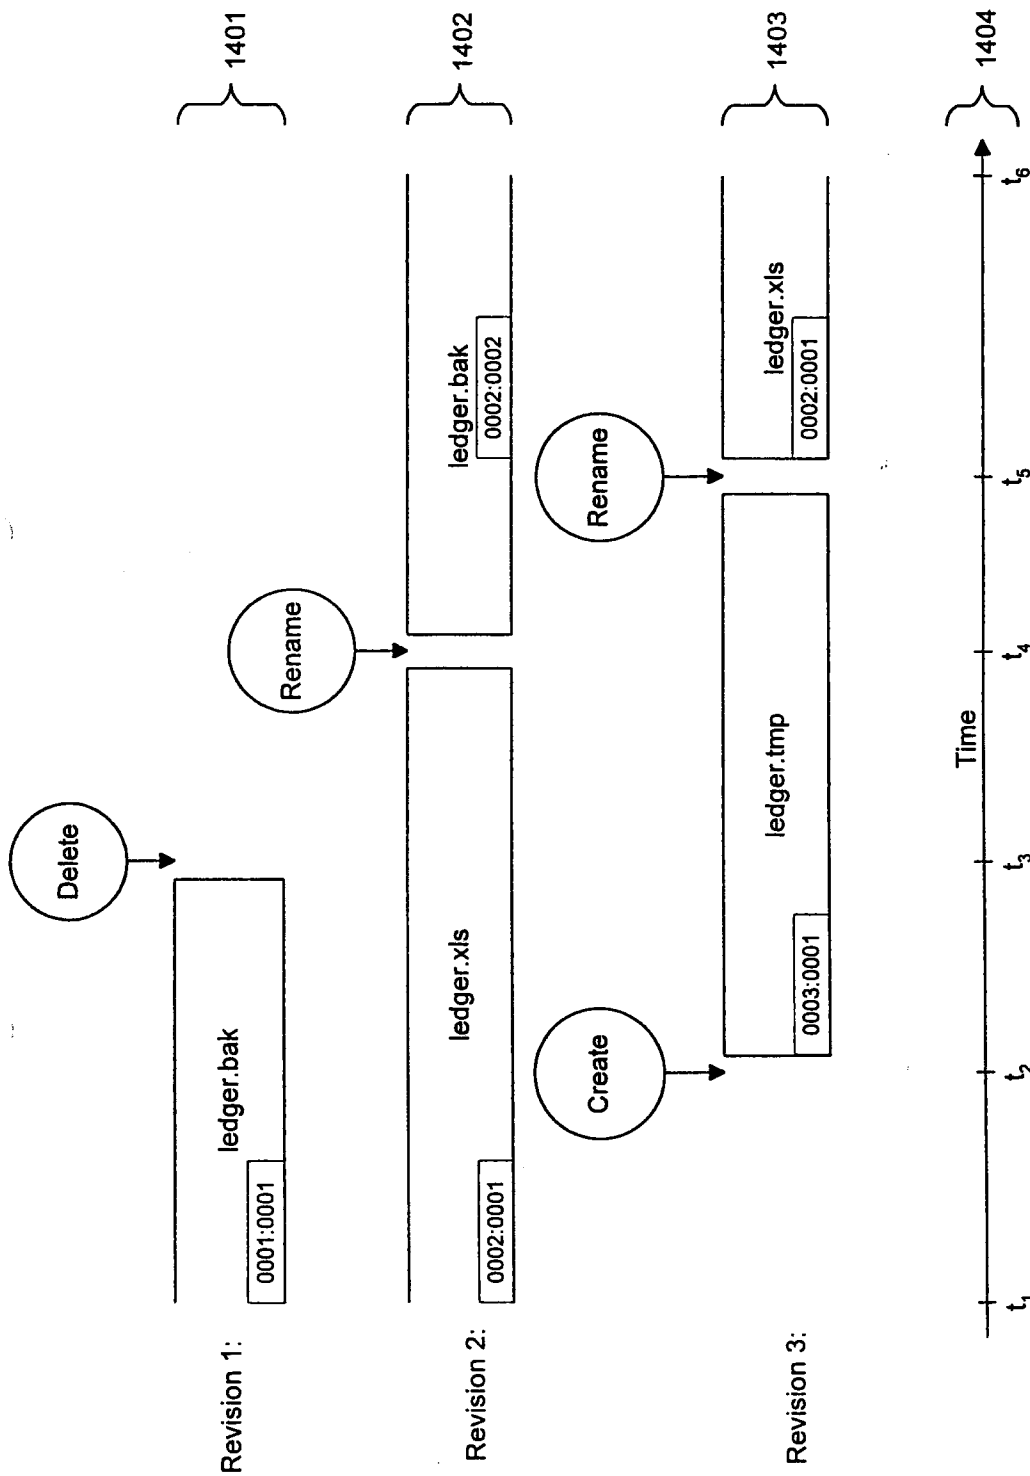 Delete
Revision 1:
0001:0001
ledger.bak
1401
Rename
Revision 2:
0002:0001
ledger.xls
ledger.bak
0002:0002
1402
Create
Rename
Revision 3:
0003:0001
ledger.tmp
0002:0001
ledger.xls
1403
Time
t1 t2 t3 t4 t5 t6
1404